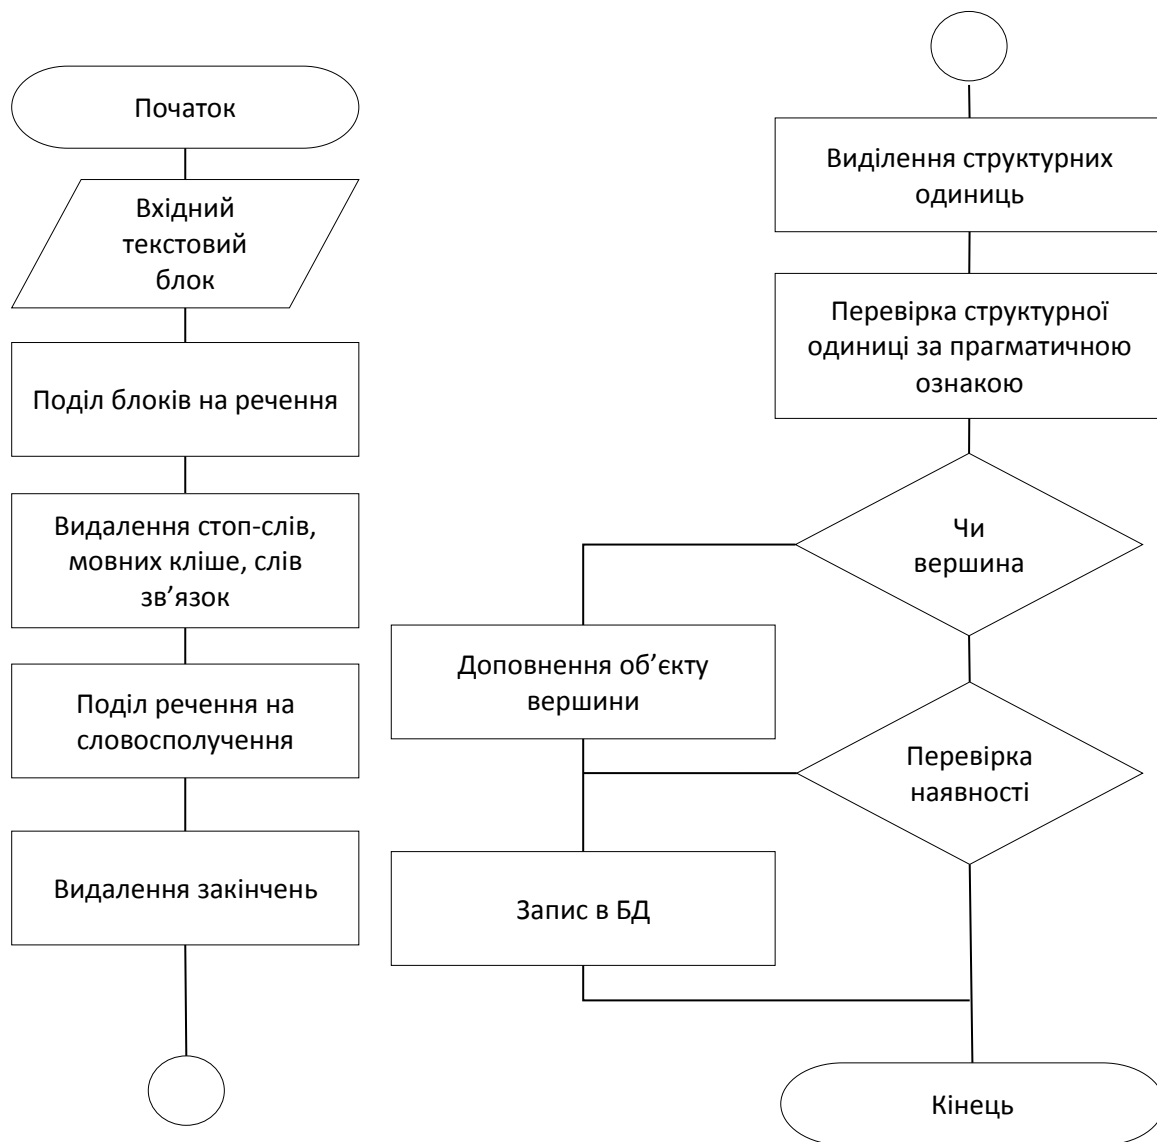 Початок
Вхідний
текстовий
блок
Поділ блоків на речення
Видалення стоп-слів,
мовних кліше, слів
зв’язок
Поділ речення на
словосполучення
Видалення закінчень
Виділення структурних
одиниць
Перевірка структурної
одиниці за прагматичною
ознакою
Чи
вершина
Доповнення об’єкту
вершини
Перевірка
наявності
Запис в БД
Кінець